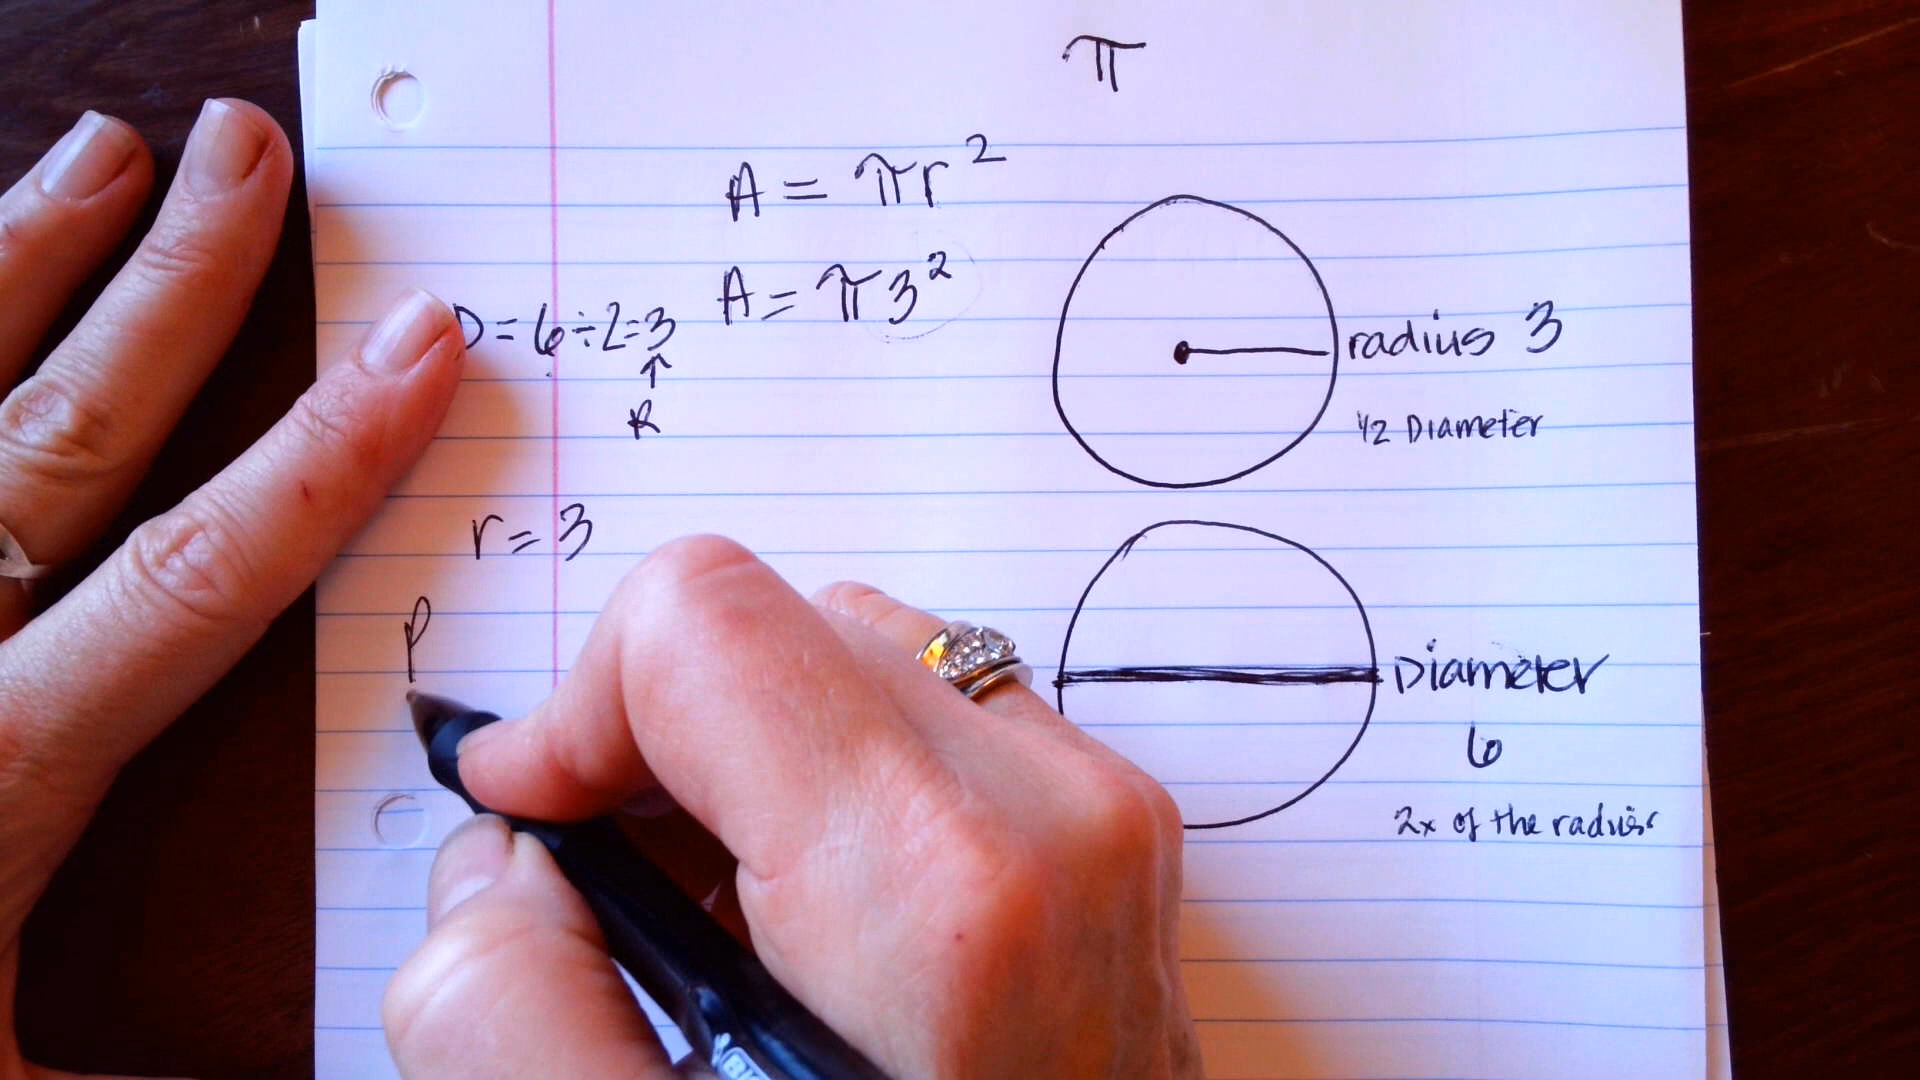 π
A = πr²
A = π3²
D = 6÷2=3
↑
R
radius 3
1/2 Diameter
r = 3
P
Diameter
6
2x of the radius